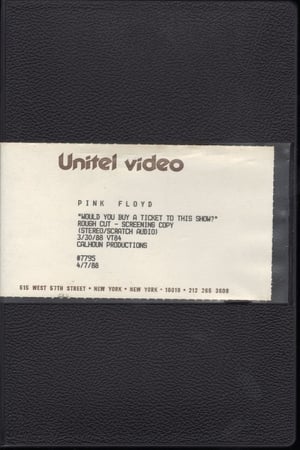 Unitel video
PINK FLOYD
"WOULD YOU BUY A TICKET TO THIS SHOW?"
ROUGH CUT - SCREENING COPY
(STEREO/SCRATCH AUDIO)
3/30/88 VT84
CALHOUN PRODUCTIONS
#7795
4/7/88
515 WEST 57TH STREET • NEW YORK • NEW YORK • 10019 • 212 265 3600